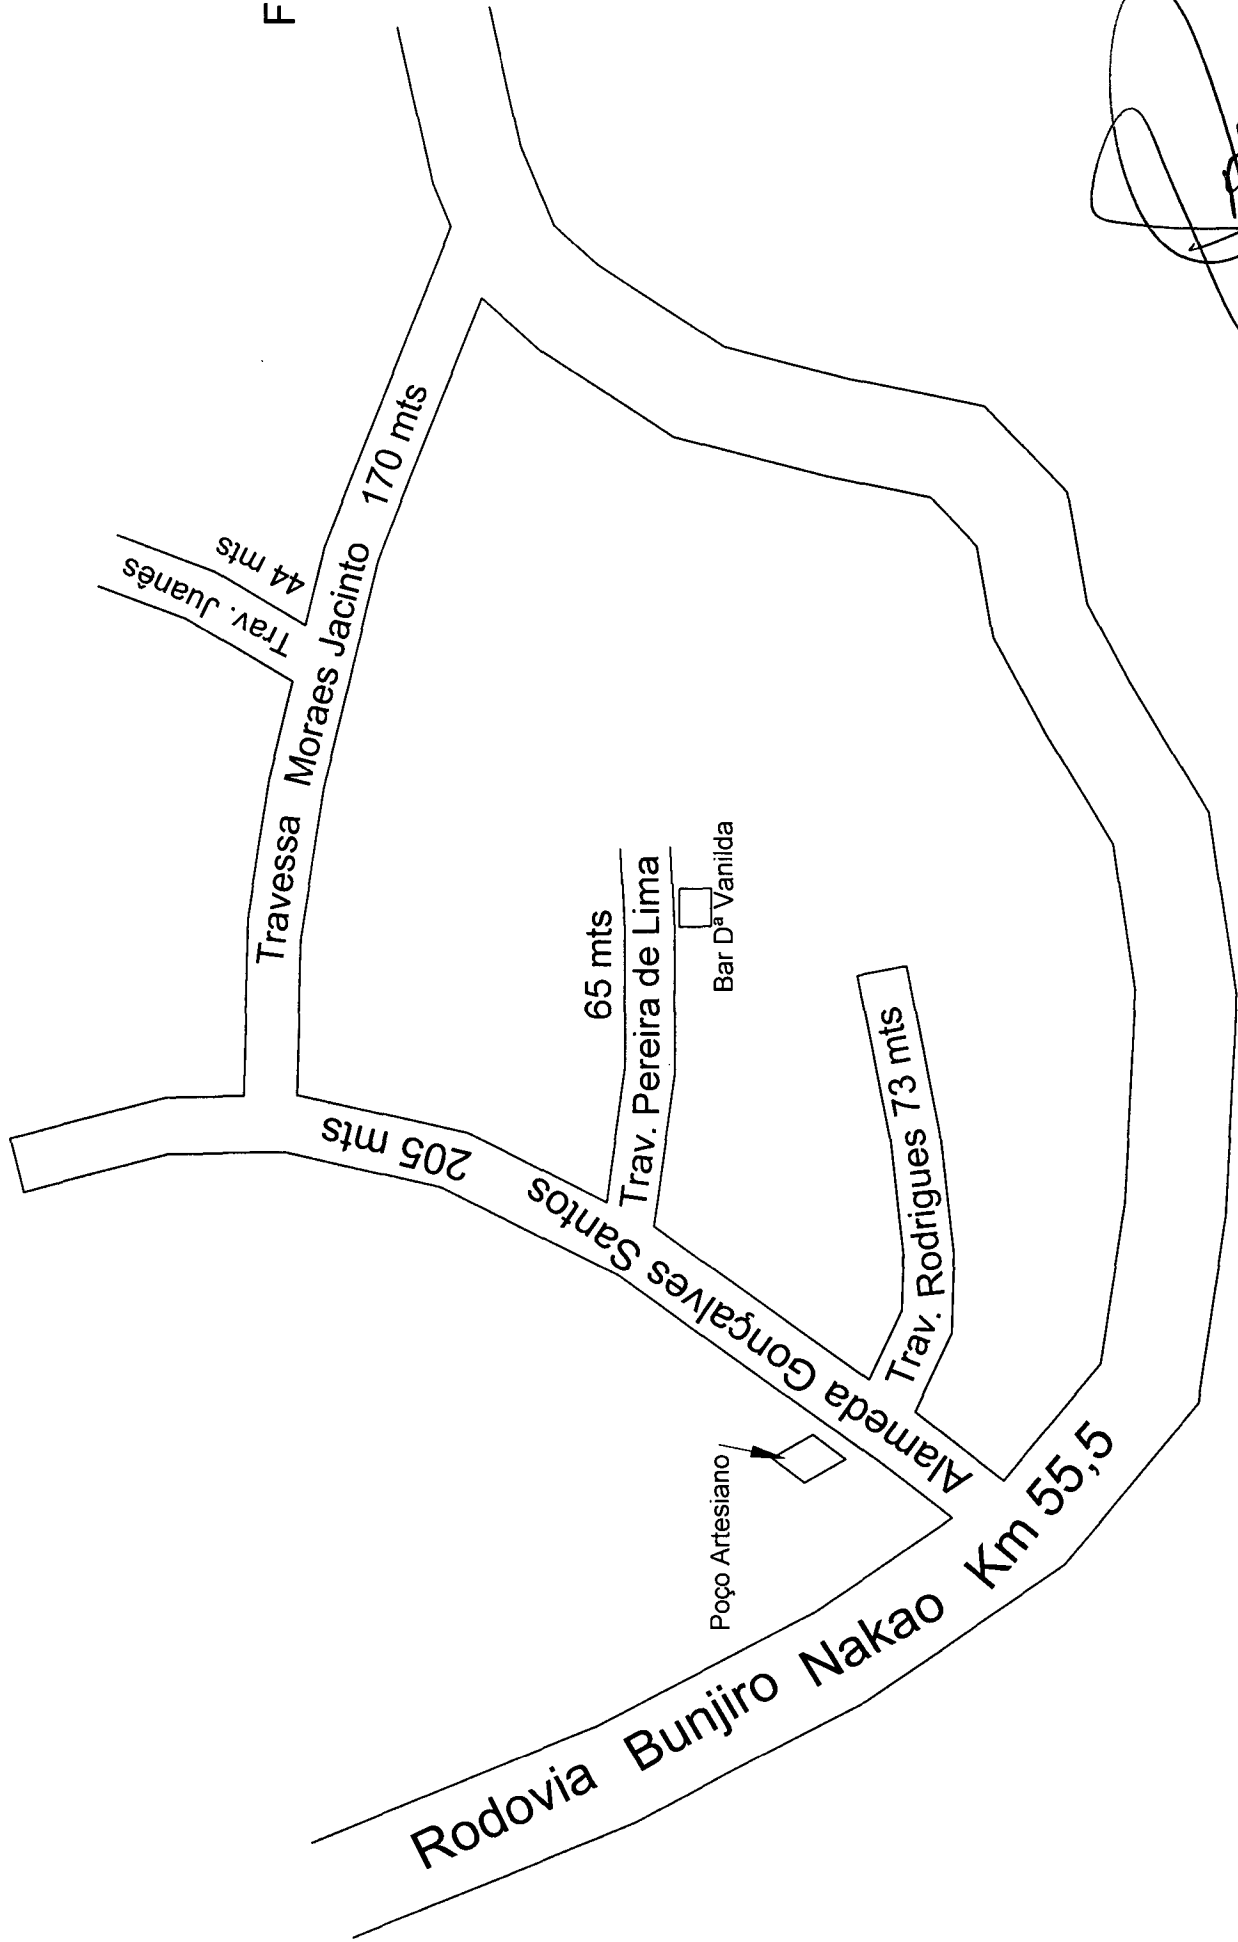 F
Trav. Juanês
44 mts
Travessa Moraes Jacinto 170 mts
205 mts
Alameda Gonçalves Santos
65 mts
Trav. Pereira de Lima
Bar Dª Vanilda
Trav. Rodrigues 73 mts
Poço Artesiano
Rodovia Bunjiro Nakao Km 55,5